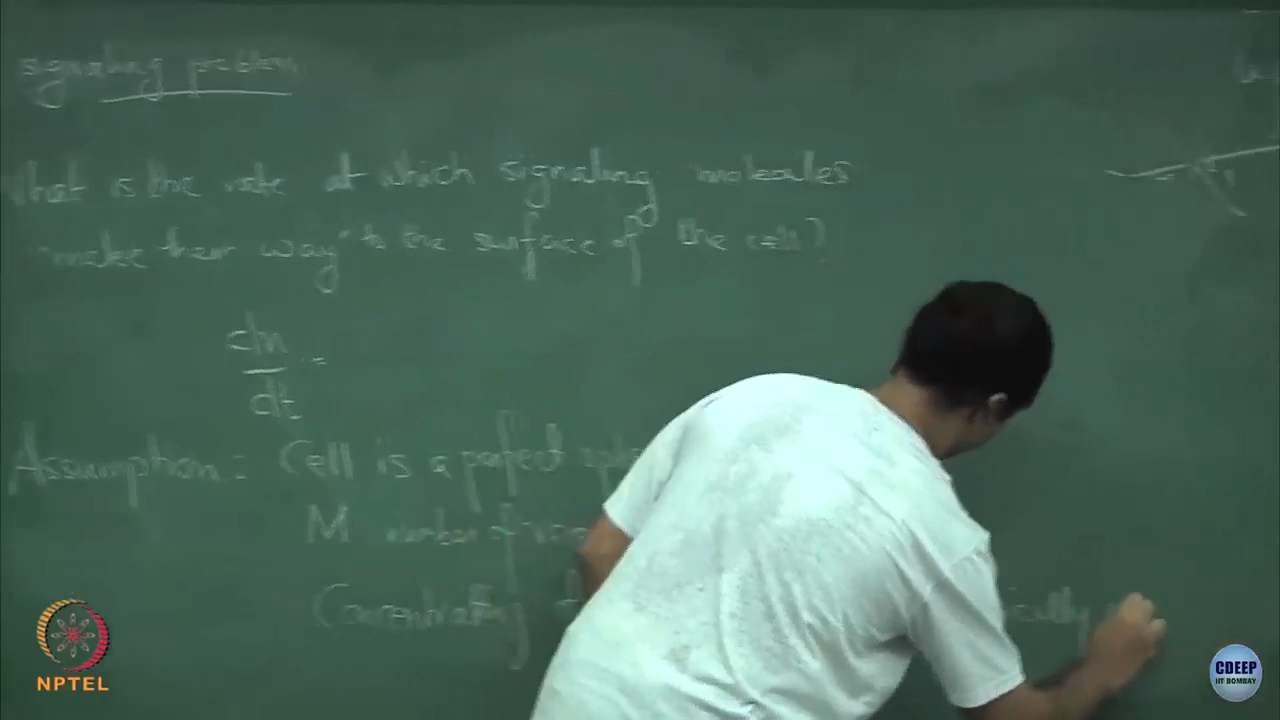 signaling problem
What is the rate at which signaling molecules
make their way to the surface of the cell?
dn
dt
=
Assumption: Cell is a perfect
M number of
Concentration
NPTEL
CDEEP
IIT BOMBAY